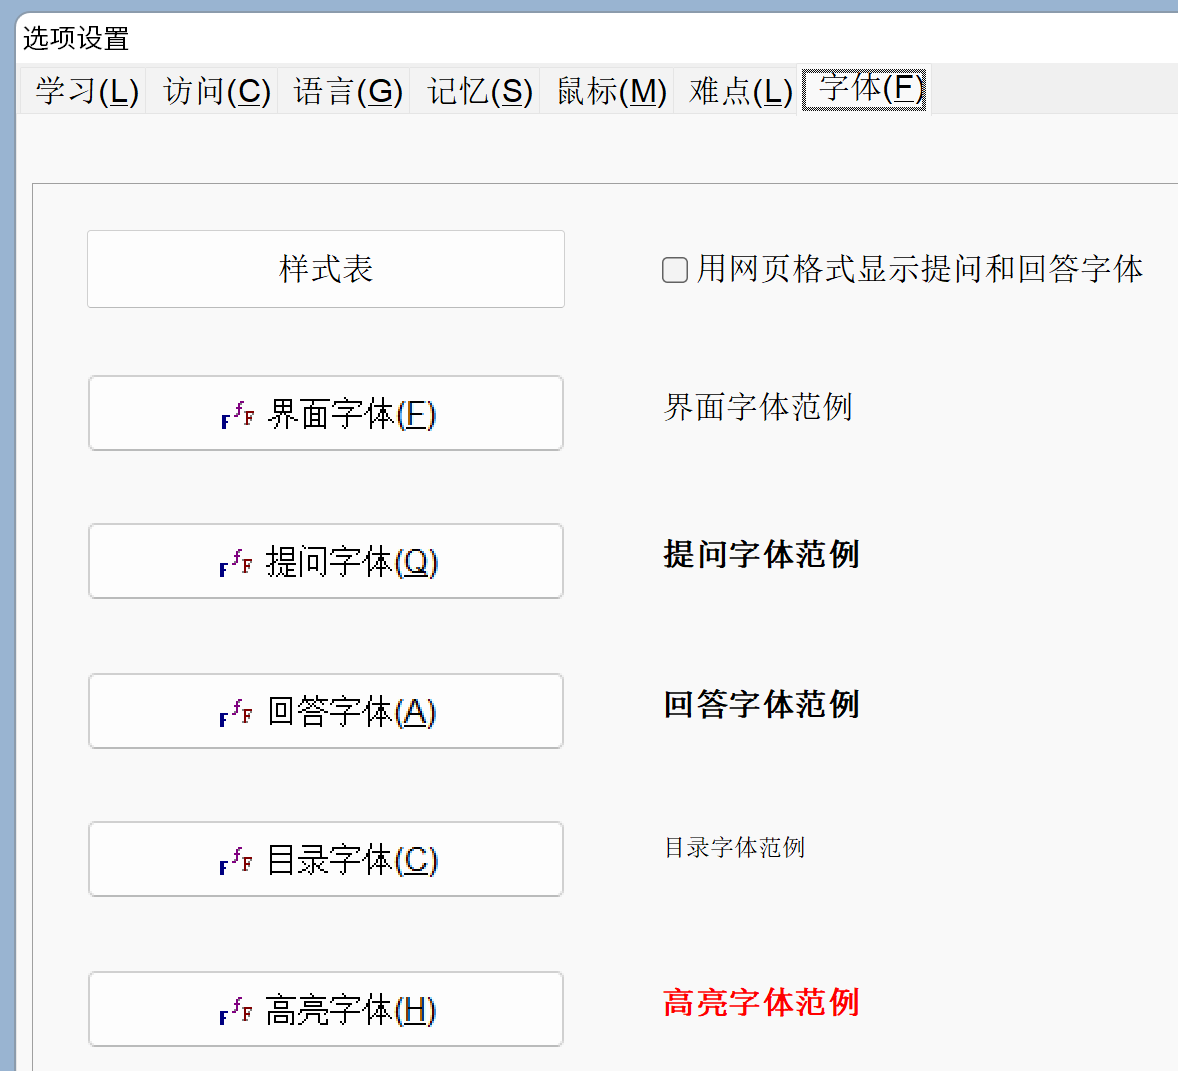 选项设置
学习(L) 访问(C) 语言(G) 记忆(S) 鼠标(M) 难点(L) 字体(F)
样式表 用网页格式显示提问和回答字体
界面字体(F) 界面字体范例
提问字体(Q) 提问字体范例
回答字体(A) 回答字体范例
目录字体(C) 目录字体范例
高亮字体(H) 高亮字体范例